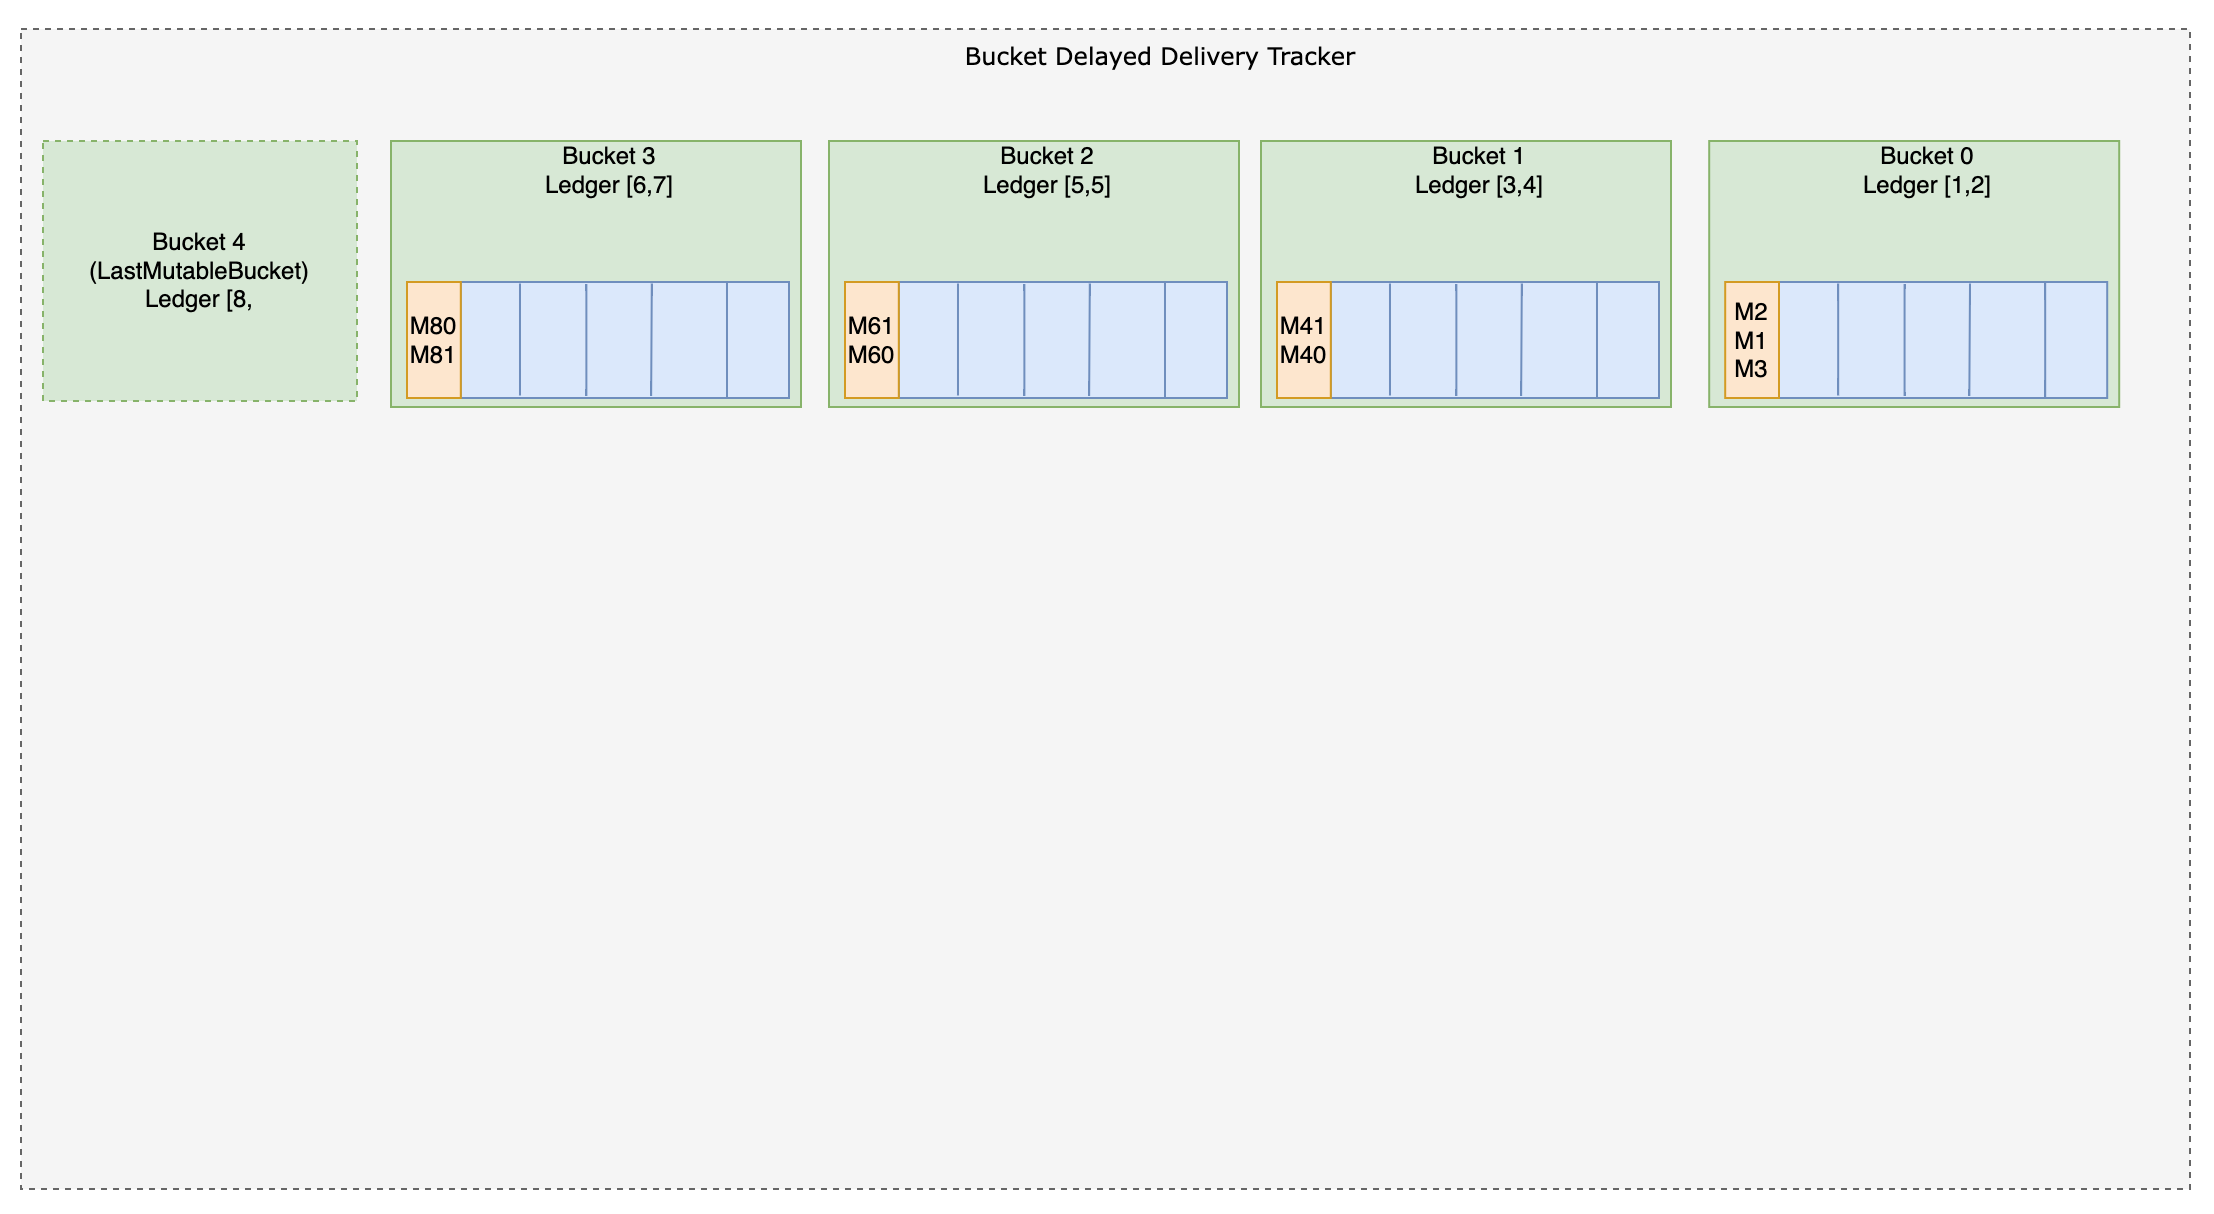 Bucket Delayed Delivery Tracker
Bucket 4
(LastMutableBucket)
Ledger [8,
Bucket 3
Ledger [6,7]
M80
M81
Bucket 2
Ledger [5,5]
M61
M60
Bucket 1
Ledger [3,4]
M41
M40
Bucket 0
Ledger [1,2]
M2
M1
M3